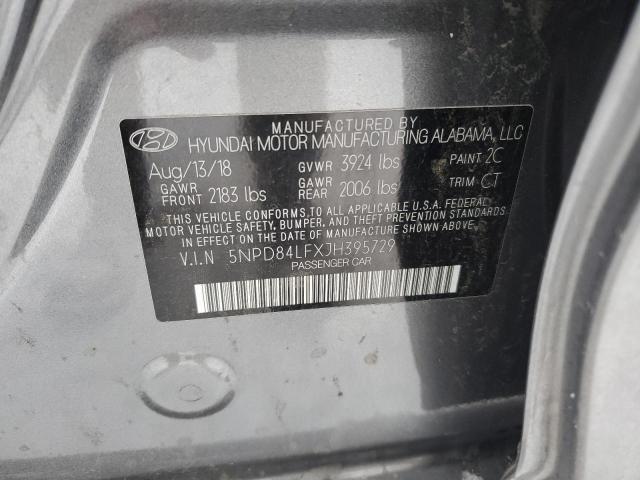 MANUFACTURED BY
HYUNDAI MOTOR MANUFACTURING ALABAMA, LLC
Aug/13/18 GVWR 3924 lbs PAINT 2C
GAWR FRONT 2183 lbs GAWR REAR 2006 lbs TRIM CT
THIS VEHICLE CONFORMS TO ALL APPLICABLE U.S.A. FEDERAL
MOTOR VEHICLE SAFETY, BUMPER, AND THEFT PREVENTION STANDARDS
IN EFFECT ON THE DATE OF MANUFACTURE SHOWN ABOVE.
V.I.N 5NPD84LFXJH395729
PASSENGER CAR